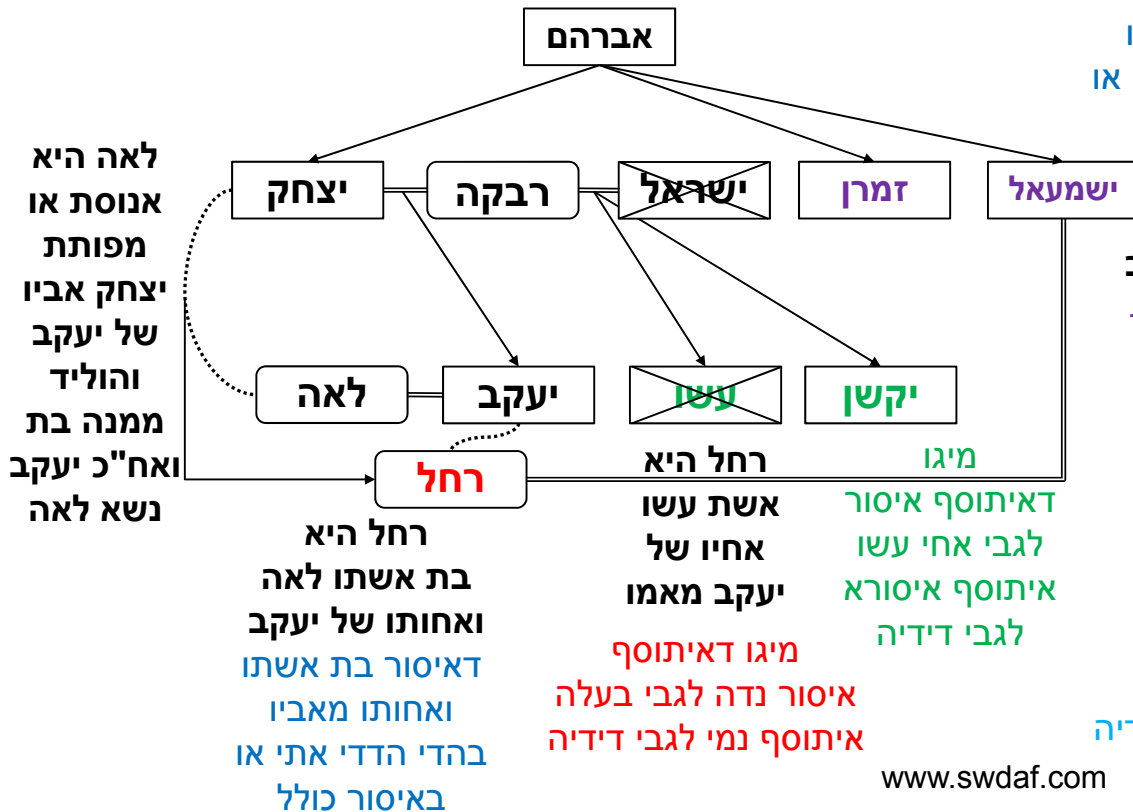 אברהם
ו
או
לאה היא
אנוסת או
מפותת
יצחק אביו
של יעקב
והוליד
ממנה בת
ואח"כ יעקב
נשא לאה
יצחק
רבקה
ישראל
זמרן
ישמעאל
לאה
יעקב
עשו
יקשן
רחל
רחל היא
בת אשתו לאה
ואחותו של יעקב
דאיסור בת אשתו
ואחותו מאביו
בהדי הדדי אתי או
באיסור כולל
רחל היא
אשת עשו
אחיו של
יעקב מאמו
מיגו דאיתוסף
איסור נדה לגבי בעלה
איתוסף נמי לגבי דידיה
מיגו
דאיתוסף איסור
לגבי אחי עשו
איתוסף איסורא
לגבי דידיה
www.swdaf.com